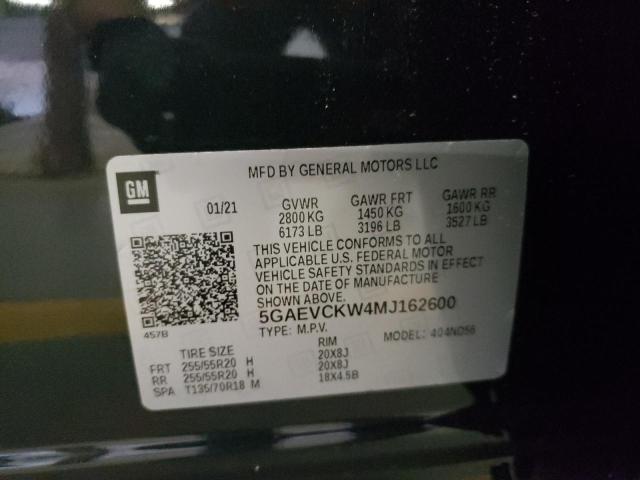 MFD BY GENERAL MOTORS LLC
GM
01/21
GVWR GAWR FRT GAWR RR
2800 KG 1450 KG 1600 KG
6173 LB 3196 LB 3527 LB
THIS VEHICLE CONFORMS TO ALL
APPLICABLE U.S. FEDERAL MOTOR
VEHICLE SAFETY STANDARDS IN EFFECT
ON THE DATE OF MANUFACTURE
SHOWN ABOVE.
5GAEVCKW4MJ162600
457B
TYPE: M.P.V. MODEL: 404ND56
TIRE SIZE RIM
FRT 255/55R20 H 20X8J
RR 255/55R20 H 20X8J
SPA T135/70R18 M 18X4.5B